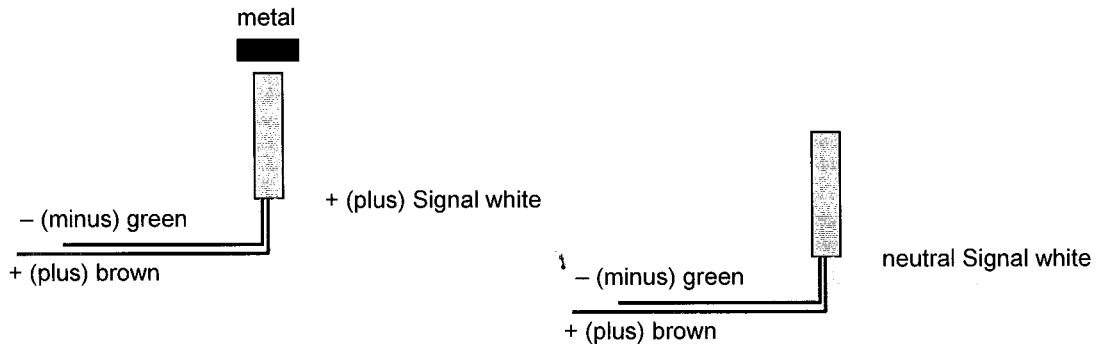 metal
+ (plus) Signal white
– (minus) green
+ (plus) brown
neutral Signal white
– (minus) green
+ (plus) brown